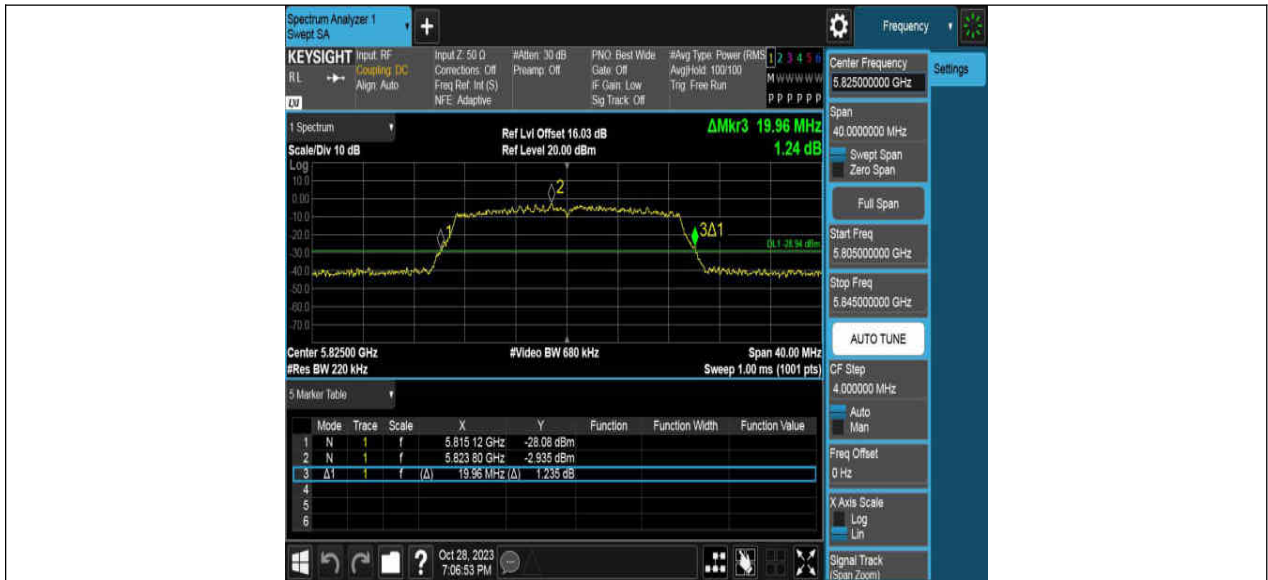 Spectrum Analyzer 1
Swept SA
+
Frequency
KEYSIGHT
RL
LXI
Input: RF
Coupling: DC
Align: Auto
Input Z: 50 Ω
Corrections: Off
Freq Ref: Int (S)
NFE: Adaptive
#Atten: 30 dB
Preamp: Off
PNO: Best Wide
Gate: Off
IF Gain: Low
Sig Track: Off
#Avg Type: Power (RMS
Avg|Hold: 100/100
Trig: Free Run
1 2 3 4 5 6
M W W W W W
P P P P P P
Center Frequency
5.825000000 GHz
Settings
Span
40.0000000 MHz
Swept Span
Zero Span
Full Span
Start Freq
5.805000000 GHz
Stop Freq
5.845000000 GHz
AUTO TUNE
CF Step
4.000000 MHz
Auto
Man
Freq Offset
0 Hz
X Axis Scale
Log
Lin
Signal Track
(Span Zoom)
1 Spectrum
Scale/Div 10 dB
Ref Lvl Offset 16.03 dB
Ref Level 20.00 dBm
ΔMkr3 19.96 MHz
1.24 dB
Log
10.0
0.00
-10.0
-20.0
-30.0
-40.0
-50.0
-60.0
-70.0
1
2
3Δ1
DL1 -28.94 dBm
Center 5.82500 GHz
#Res BW 220 kHz
#Video BW 680 kHz
Span 40.00 MHz
Sweep 1.00 ms (1001 pts)
5 Marker Table
Mode Trace Scale X Y Function Function Width Function Value
1 N 1 f 5.815 12 GHz -28.08 dBm
2 N 1 f 5.823 80 GHz -2.935 dBm
3 Δ1 1 f (Δ) 19.96 MHz (Δ) 1.235 dB
4
5
6
?
Oct 28, 2023
7:06:53 PM